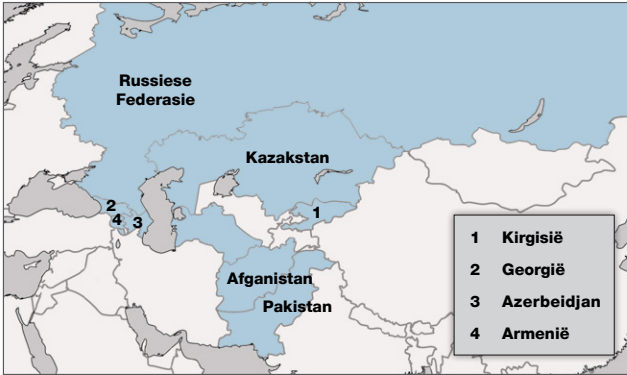 Russiese
Federasie
Kazakstan
1
2
4
3
Afganistan
Pakistan
1 Kirgisië
2 Georgië
3 Azerbeidjan
4 Armenië